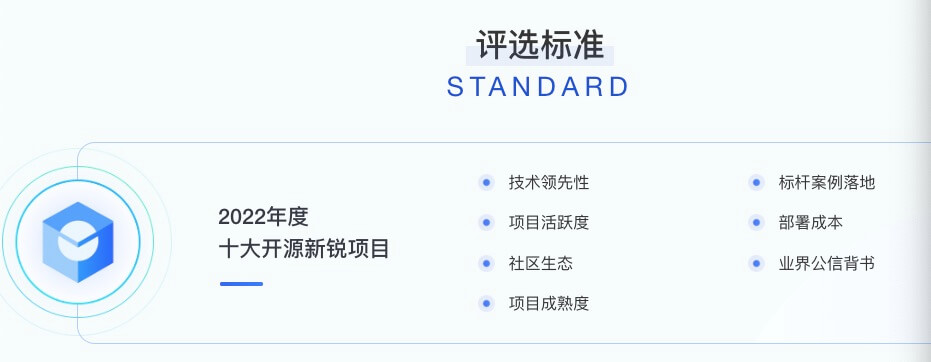 评选标准
STANDARD
2022年度
十大开源新锐项目
技术领先性
项目活跃度
社区生态
项目成熟度
标杆案例落地
部署成本
业界公信背书